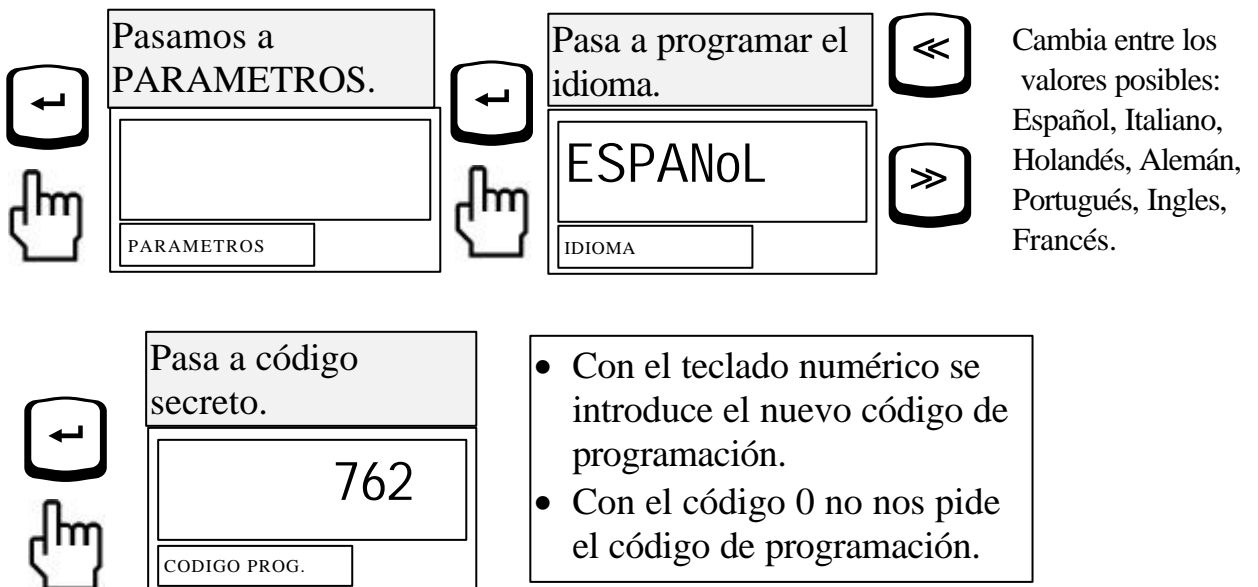 Pasamos a
PARAMETROS.
PARAMETROS
Pasa a programar el
idioma.
ESPANoL
IDIOMA
≪
≫
Cambia entre los
valores posibles:
Español, Italiano,
Holandés, Alemán,
Portugués, Ingles,
Francés.
Pasa a código
secreto.
762
CODIGO PROG.
• Con el teclado numérico se
introduce el nuevo código de
programación.
• Con el código 0 no nos pide
el código de programación.